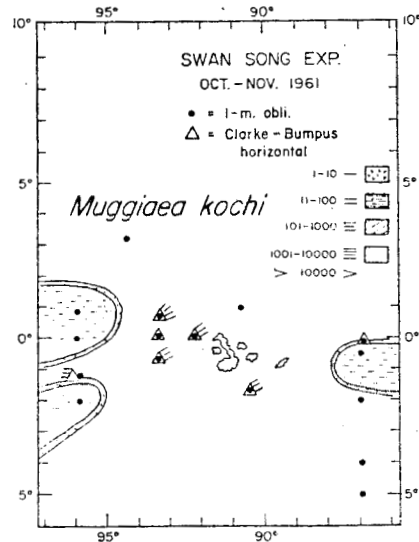 95° 90°
10° 10°
SWAN SONG EXP.
OCT. - NOV. 1961
• = 1-m. obli.
△ = Clarke - Bumpus
horizontal
1-10
11-100
5° 5°
101-1000
Muggiaea kochi
1001-10000
> 10000 >
0° 0°
5° 5°
95° 90°